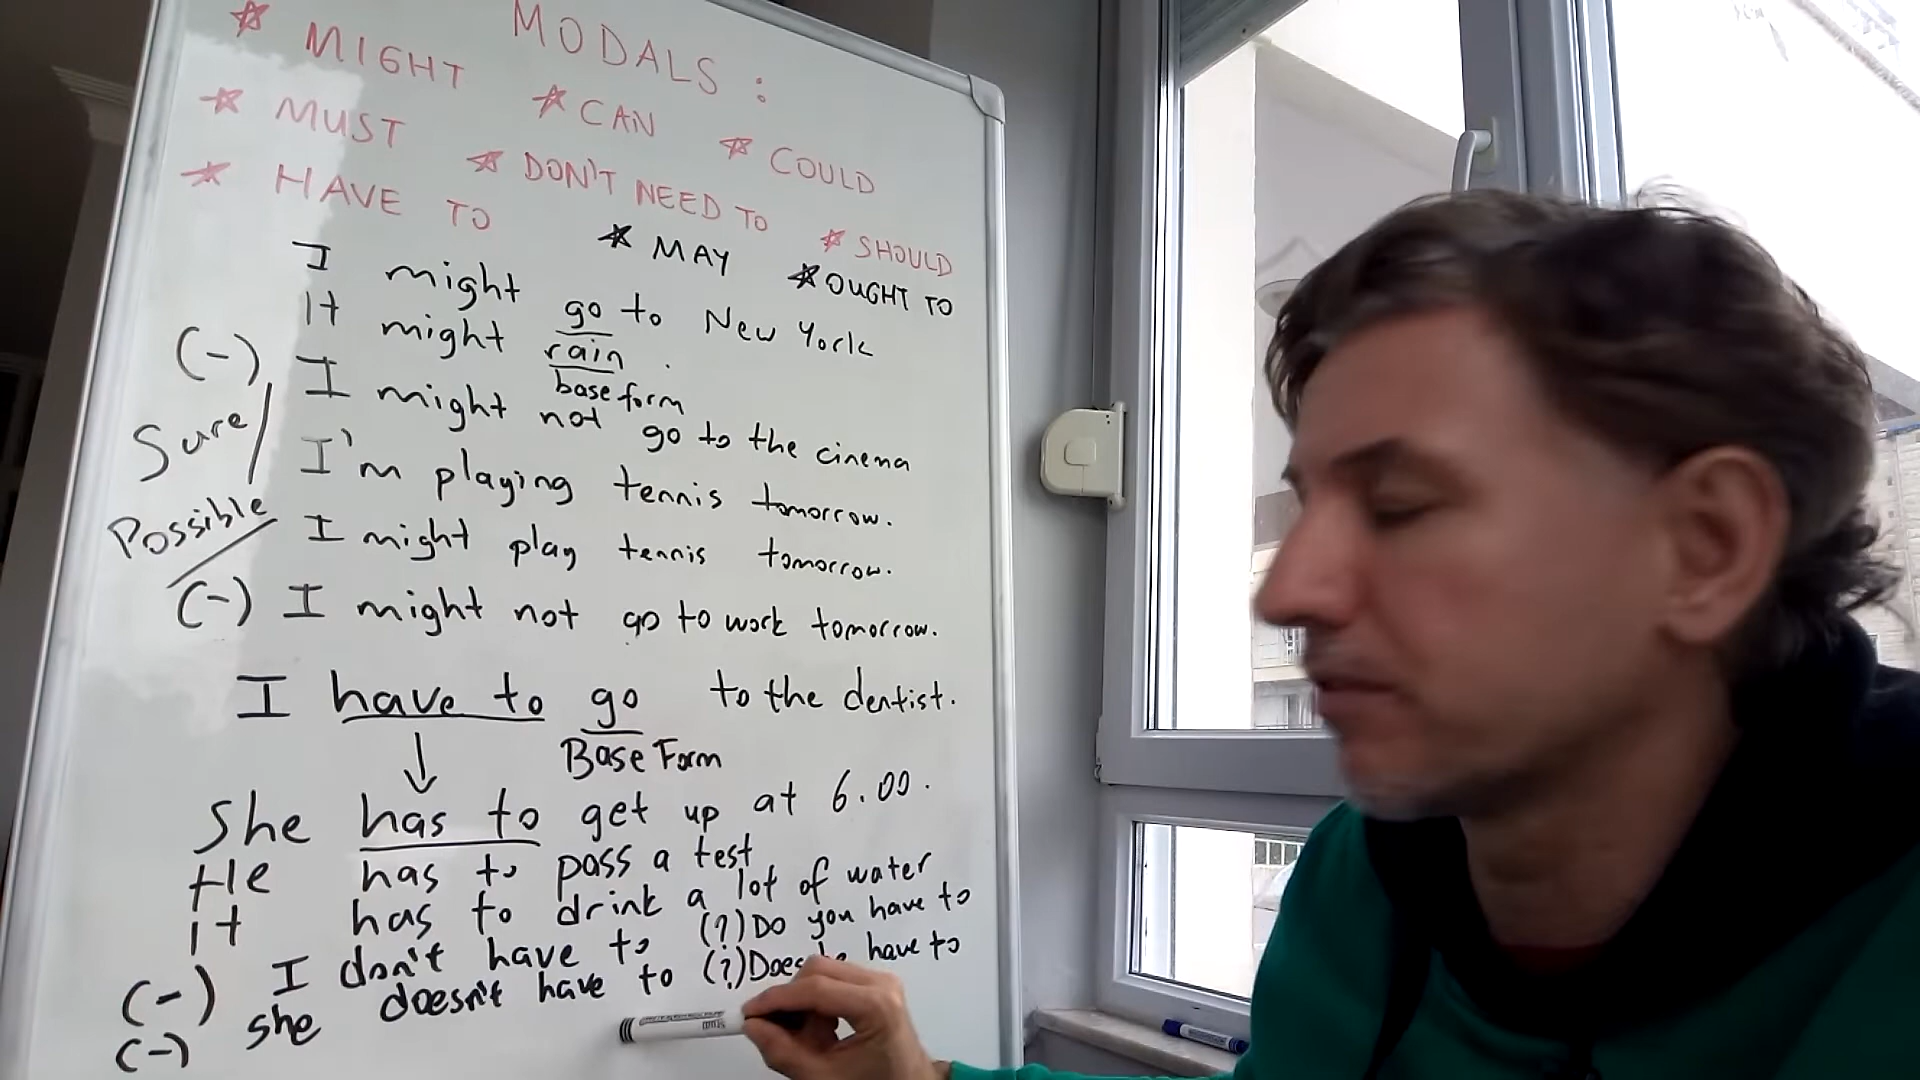 MODALS :
* MIGHT
* CAN
* COULD
* MUST
* DON'T NEED TO
* SHOULD
* HAVE TO
* MAY
* OUGHT TO
I might go to New York
It might rain.
base form
(-) I might not go to the cinema
Sure
I'm playing tennis tomorrow.
Possible
I might play tennis tomorrow.
(-) I might not go to work tomorrow.
I have to go to the dentist.
Base Form
She has to get up at 6.00.
He has to pass a test
it has to drink a lot of water
(-) I don't have to (?) Do you have to
(-) she doesn't have to (?) Does have to